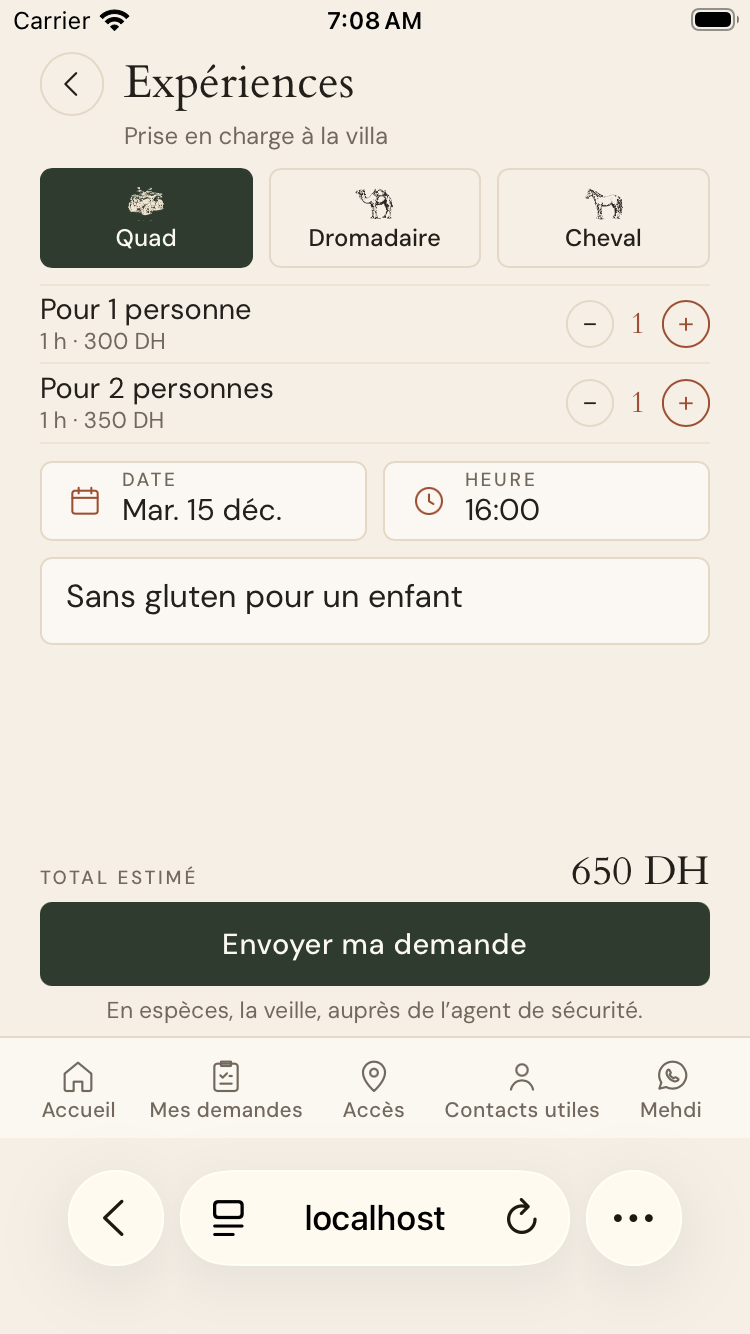 Carrier 7:08 AM
Expériences
Prise en charge à la villa
Quad Dromadaire Cheval
Pour 1 personne
1 h · 300 DH
− 1 +
Pour 2 personnes
1 h · 350 DH
− 1 +
DATE
Mar. 15 déc.
HEURE
16:00
Sans gluten pour un enfant
TOTAL ESTIMÉ 650 DH
Envoyer ma demande
En espèces, la veille, auprès de l’agent de sécurité.
Accueil Mes demandes Accès Contacts utiles Mehdi
localhost